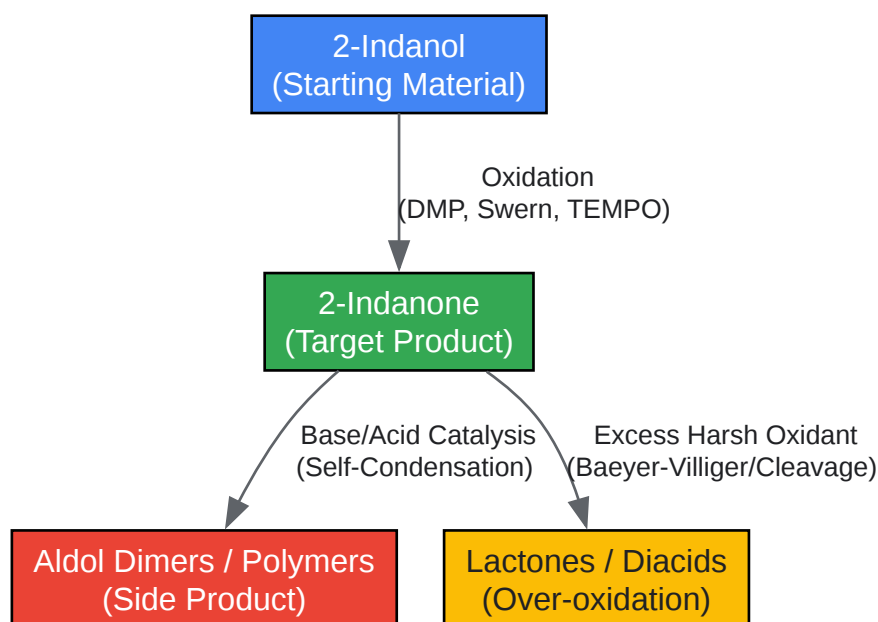 2-Indanol
(Starting Material)
Oxidation
(DMP, Swern, TEMPO)
2-Indanone
(Target Product)
Base/Acid Catalysis
(Self-Condensation)
Excess Harsh Oxidant
(Baeyer-Villiger/Cleavage)
Aldol Dimers / Polymers
(Side Product)
Lactones / Diacids
(Over-oxidation)